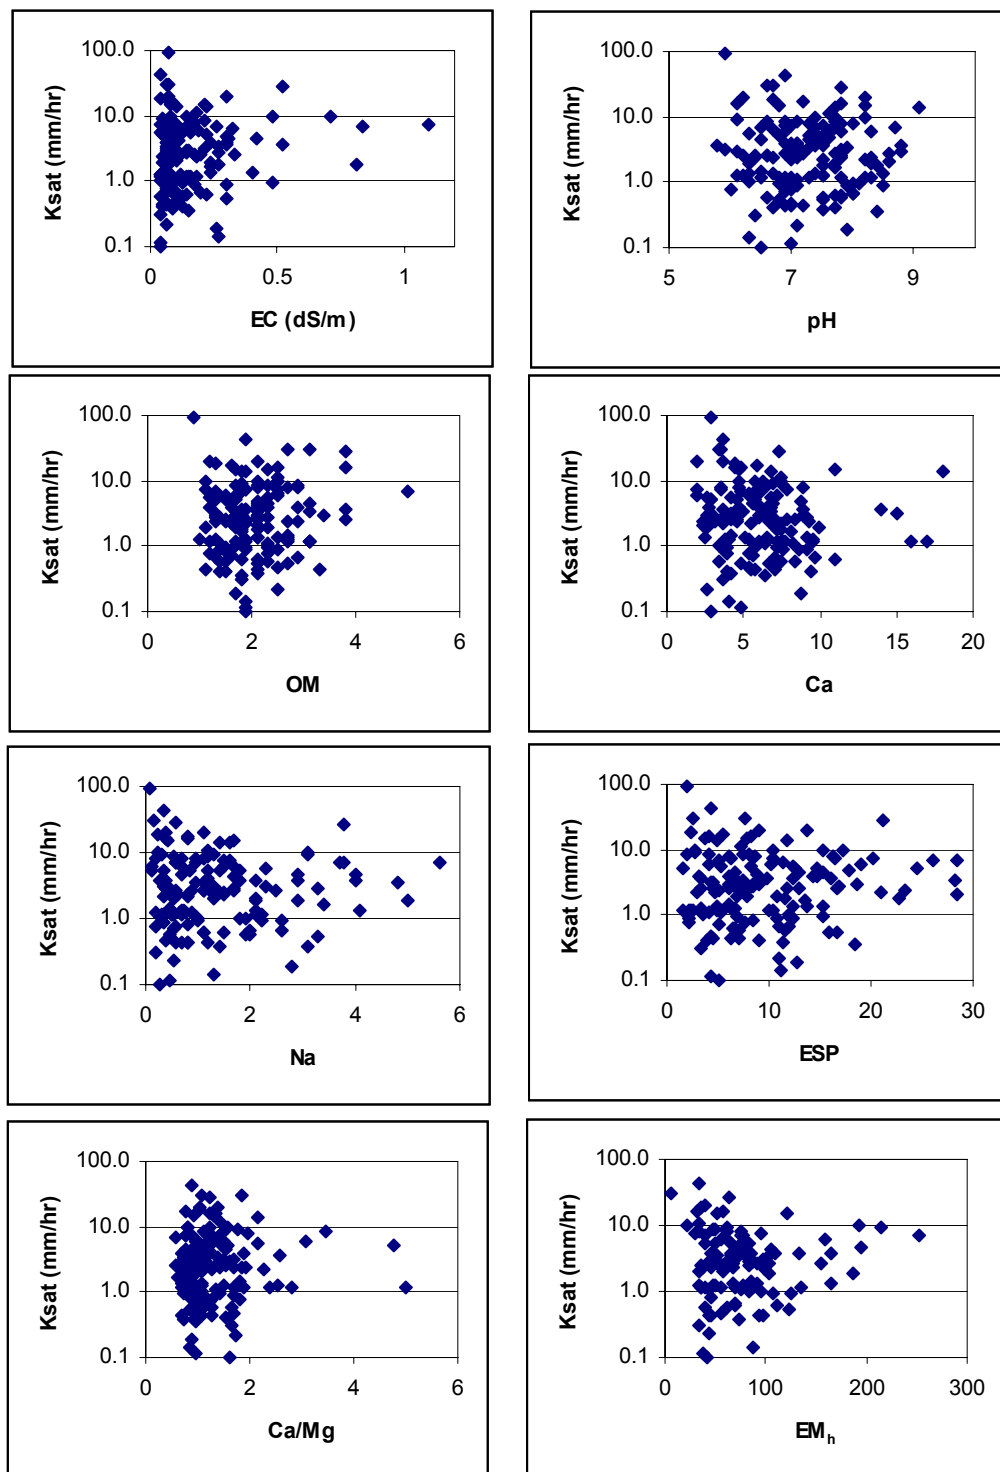 100.0
10.0
1.0
0.1
Ksat (mm/hr)
0 0.5 1
EC (dS/m)
100.0
10.0
1.0
0.1
Ksat (mm/hr)
5 7 9
pH
100.0
10.0
1.0
0.1
Ksat (mm/hr)
0 2 4 6
OM
100.0
10.0
1.0
0.1
Ksat (mm/hr)
0 5 10 15 20
Ca
100.0
10.0
1.0
0.1
Ksat (mm/hr)
0 2 4 6
Na
100.0
10.0
1.0
0.1
Ksat (mm/hr)
0 10 20 30
ESP
100.0
10.0
1.0
0.1
Ksat (mm/hr)
0 2 4 6
Ca/Mg
100.0
10.0
1.0
0.1
Ksat (mm/hr)
0 100 200 300
EMh